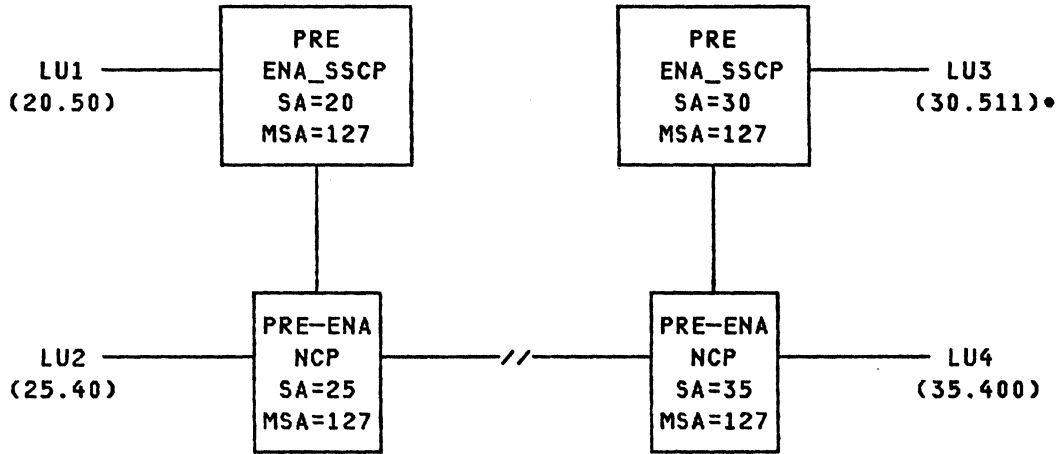 PRE
ENA_SSCP
SA=20
MSA=127
LU1
(20.50)
PRE
ENA_SSCP
SA=30
MSA=127
LU3
(30.511)•
PRE-ENA
NCP
SA=25
MSA=127
LU2
(25.40)
//
PRE-ENA
NCP
SA=35
MSA=127
LU4
(35.400)